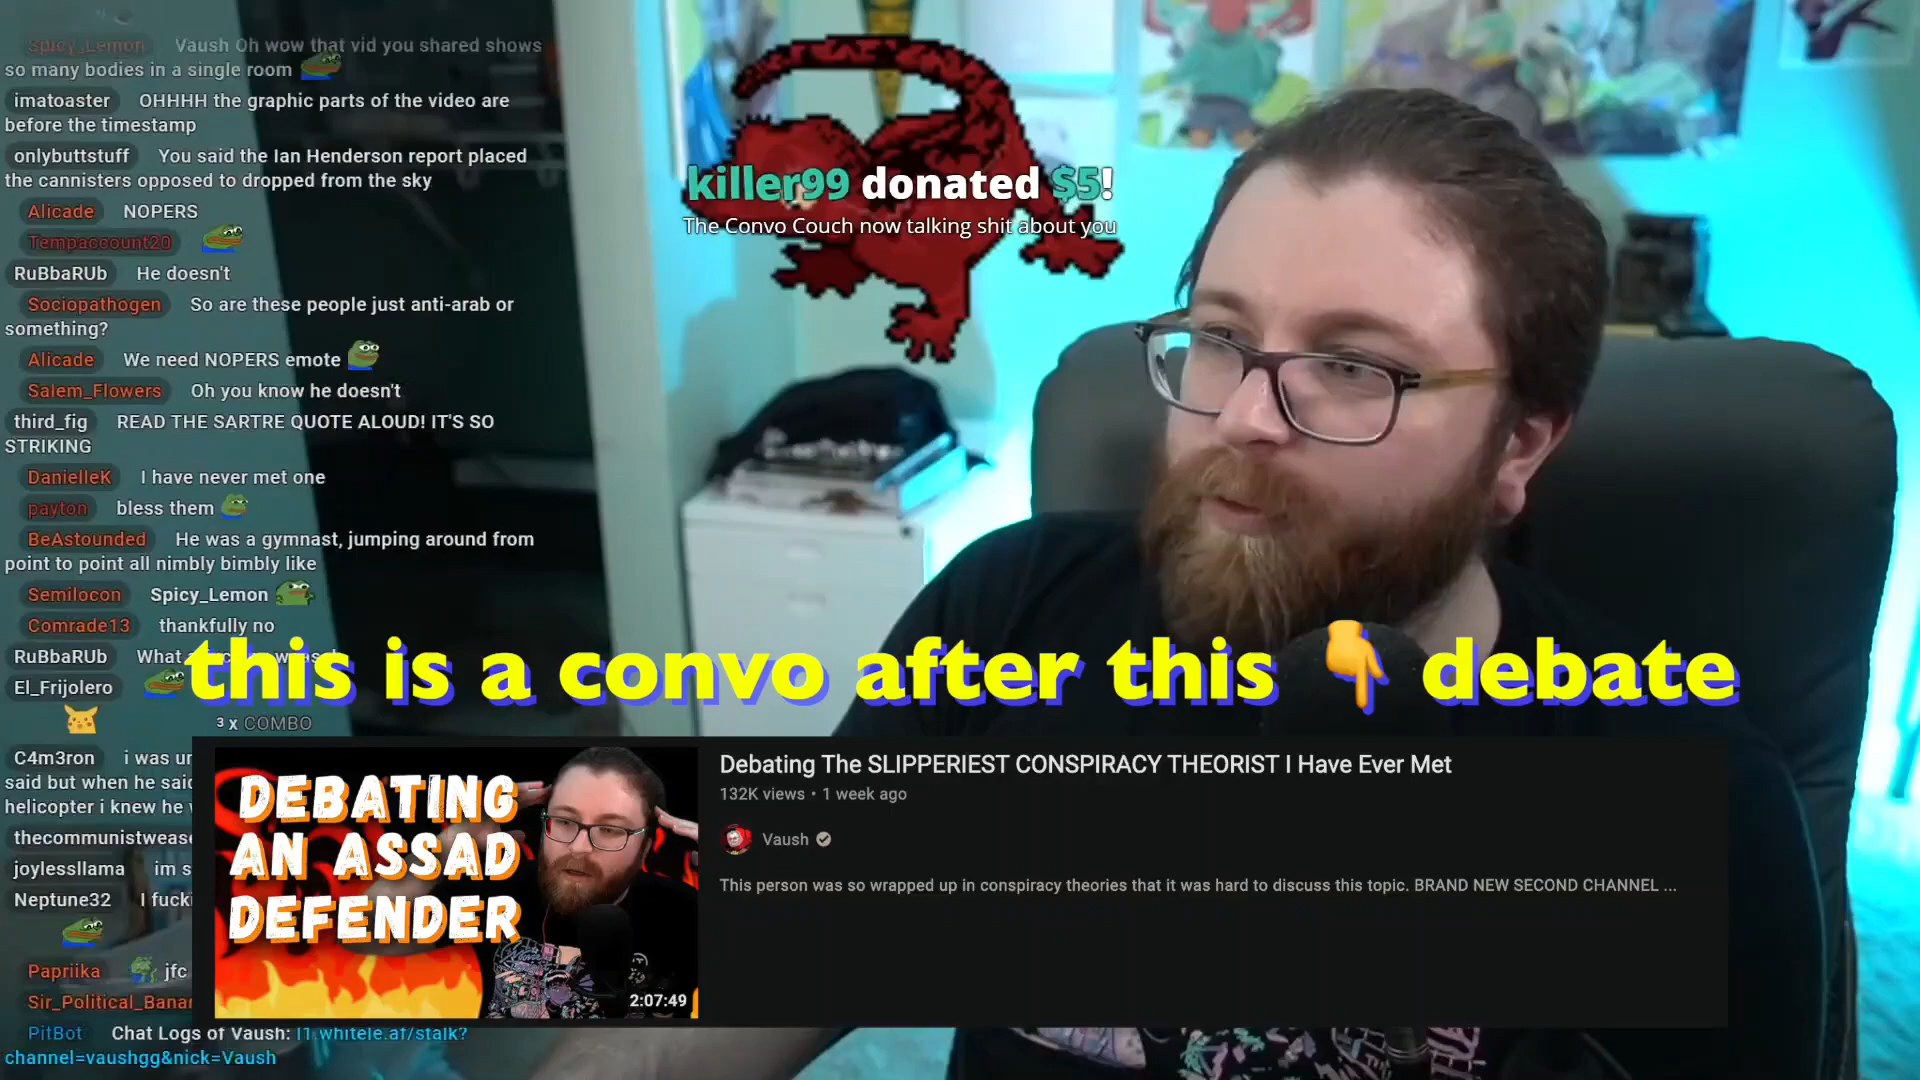 Spicy_Lemon Vaush Oh wow that vid you shared shows
so many bodies in a single room
imatoaster OHHHH the graphic parts of the video are
before the timestamp
onlybuttstuff You said the Ian Henderson report placed
the cannisters opposed to dropped from the sky
Alicade NOPERS
Tempaccount20
RuBbaRUb He doesn't
Sociopathogen So are these people just anti-arab or
something?
Alicade We need NOPERS emote
Salem_Flowers Oh you know he doesn't
third_fig READ THE SARTRE QUOTE ALOUD! IT'S SO
STRIKING
DanielleK I have never met one
payton bless them
BeAstounded He was a gymnast, jumping around from
point to point all nimbly bimbly like
Semilocon Spicy_Lemon
Comrade13 thankfully no
RuBbaRUb What
El_Frijolero
3 x COMBO
C4m3ron i was
said but when he
helicopter i knew he
joylessllama
Neptune32 I
Papriika jfc
PitBot Chat Logs of Vaush: l1.whitele.af/stalk?
channel=vaushgg&nick=Vaush
killer99 donated $5!
The Convo Couch now talking shit about you
this is a convo after this 👇 debate
DEBATING
AN ASSAD
DEFENDER
2:07:49
Debating The SLIPPERIEST CONSPIRACY THEORIST I Have Ever Met
132K views • 1 week ago
Vaush
This person was so wrapped up in conspiracy theories that it was hard to discuss this topic. BRAND NEW SECOND CHANNEL ...